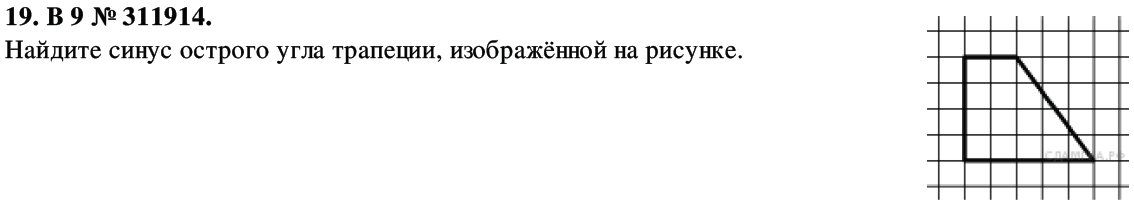 19. В 9 № 311914.
Найдите синус острого угла трапеции, изображённой на рисунке.